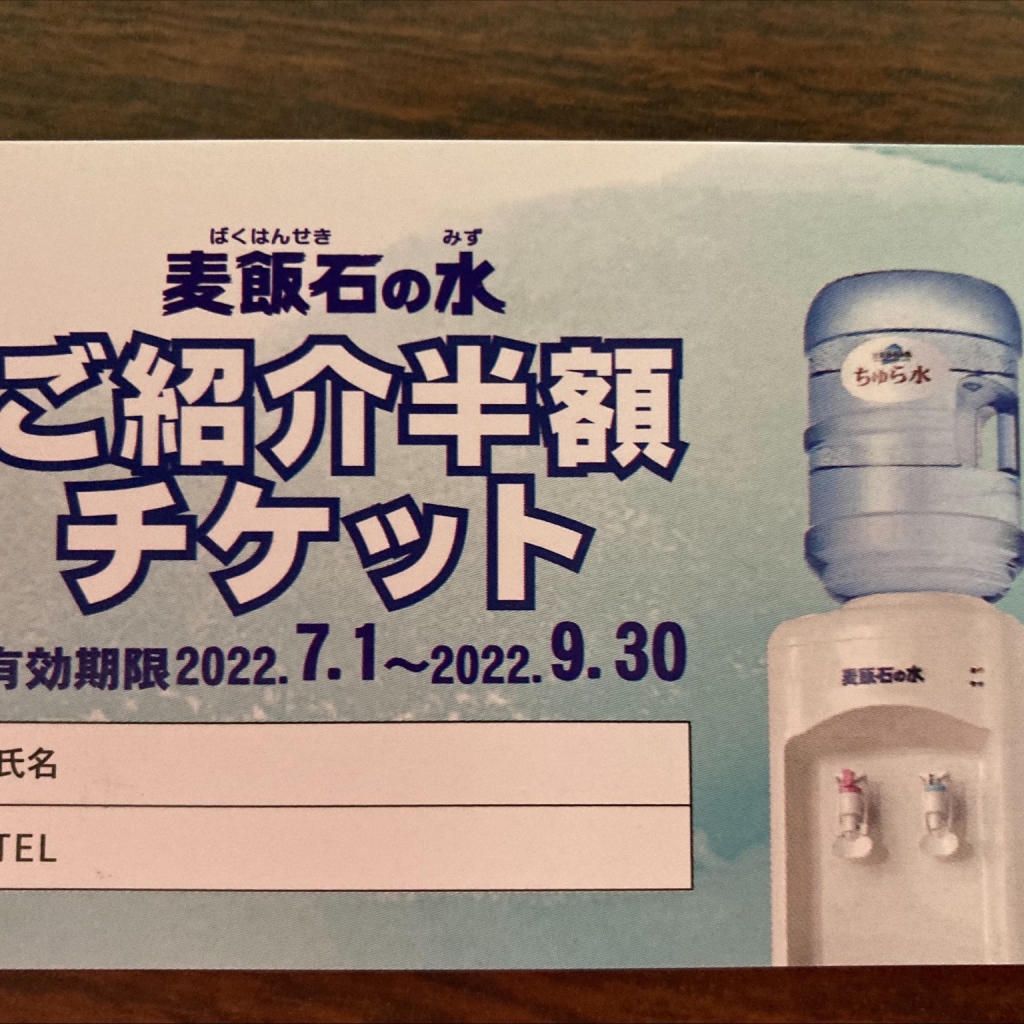 ばくはんせき みず
麦飯石の水
ご紹介半額
チケット
有効期限2022.7.1～2022.9.30
氏名
TEL
ちゅら水
麦飯石の水